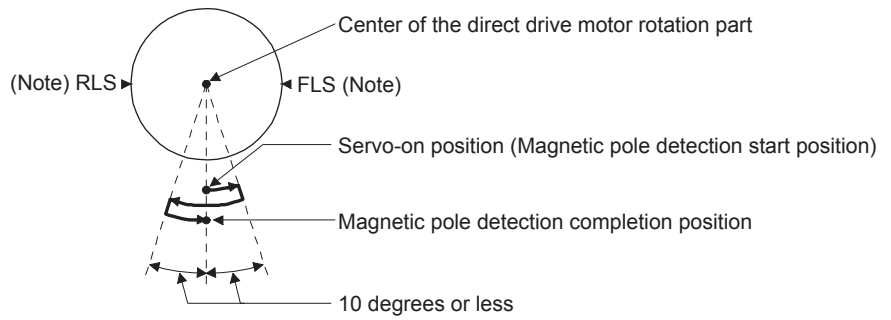 Center of the direct drive motor rotation part
(Note) RLS
FLS (Note)
Servo-on position (Magnetic pole detection start position)
Magnetic pole detection completion position
10 degrees or less